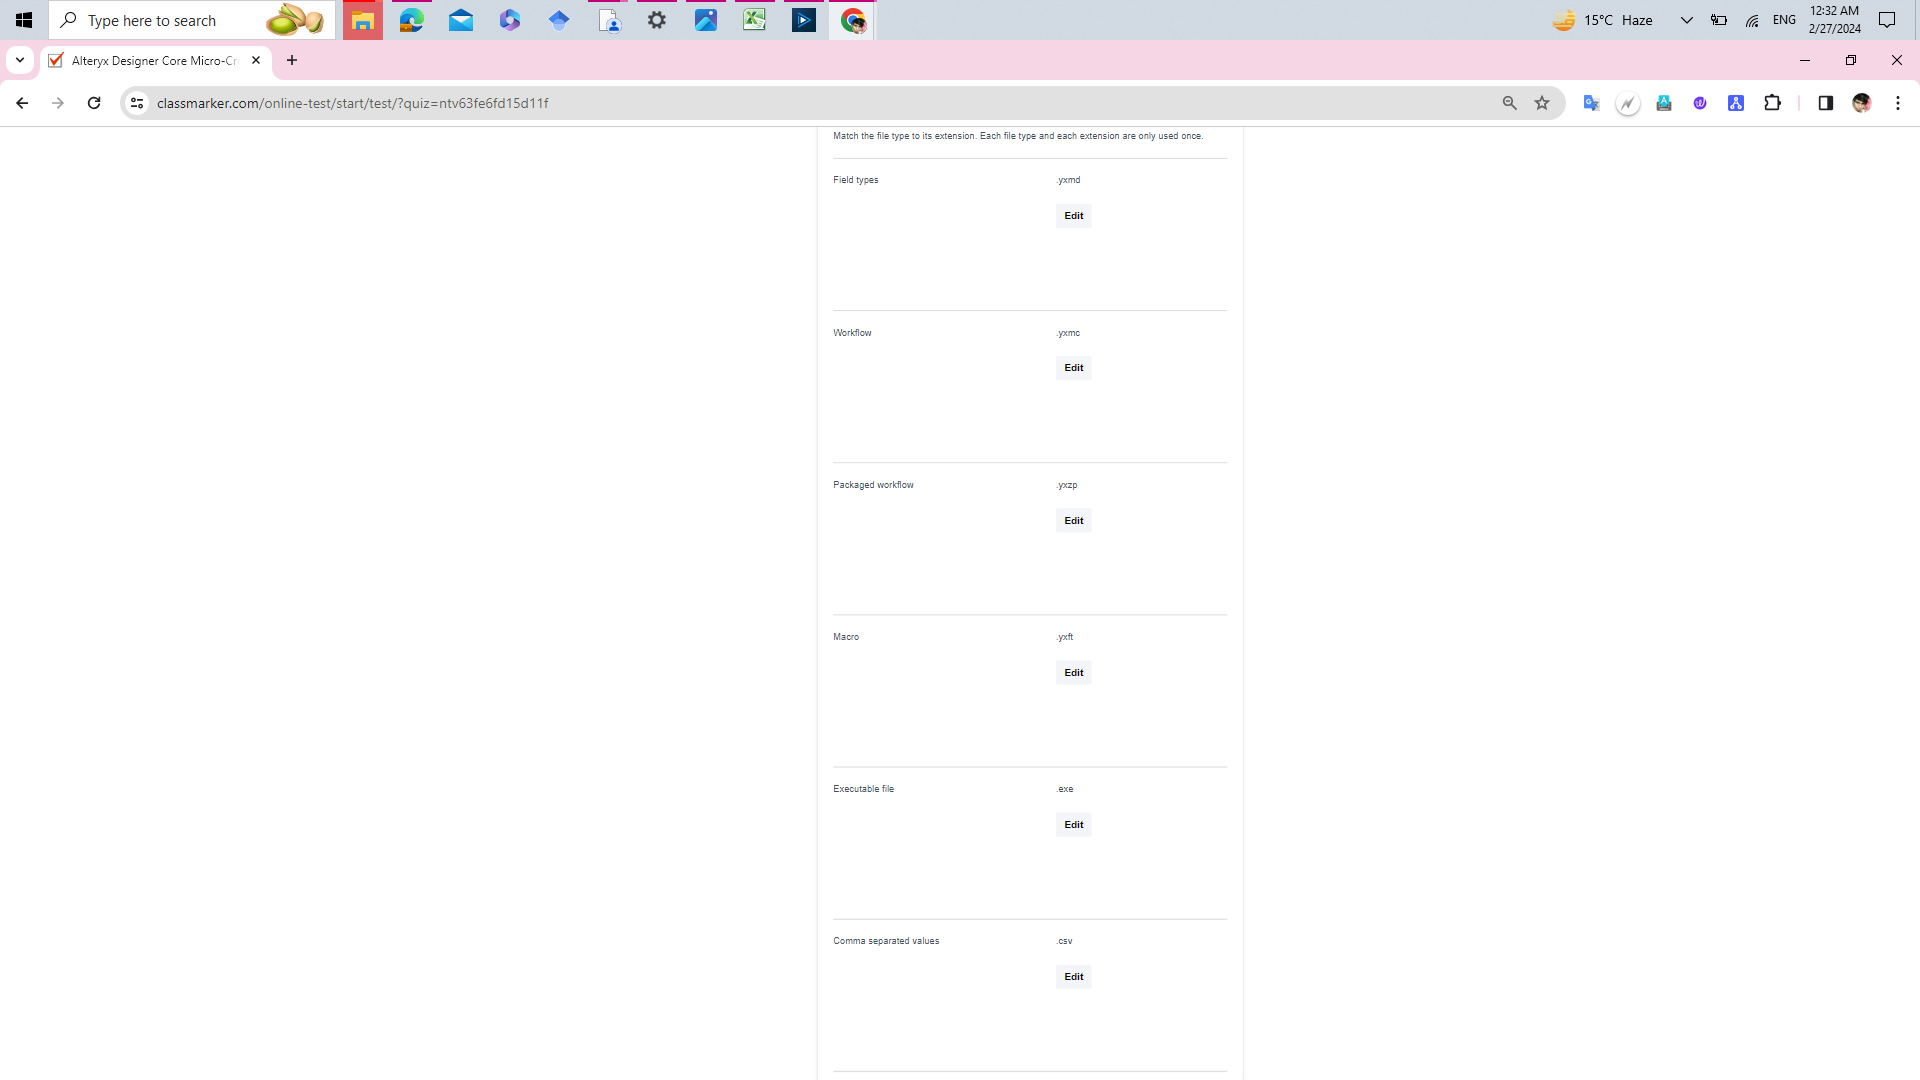 Type here to search
15°C Haze
ENG
12:32 AM
2/27/2024
Alteryx Designer Core Micro-Cr
classmarker.com/online-test/start/test/?quiz=ntv63fe6fd15d11f
Match the file type to its extension. Each file type and each extension are only used once.
Field types .yxmd
Edit
Workflow .yxmc
Edit
Packaged workflow .yxzp
Edit
Macro .yxft
Edit
Executable file .exe
Edit
Comma separated values .csv
Edit